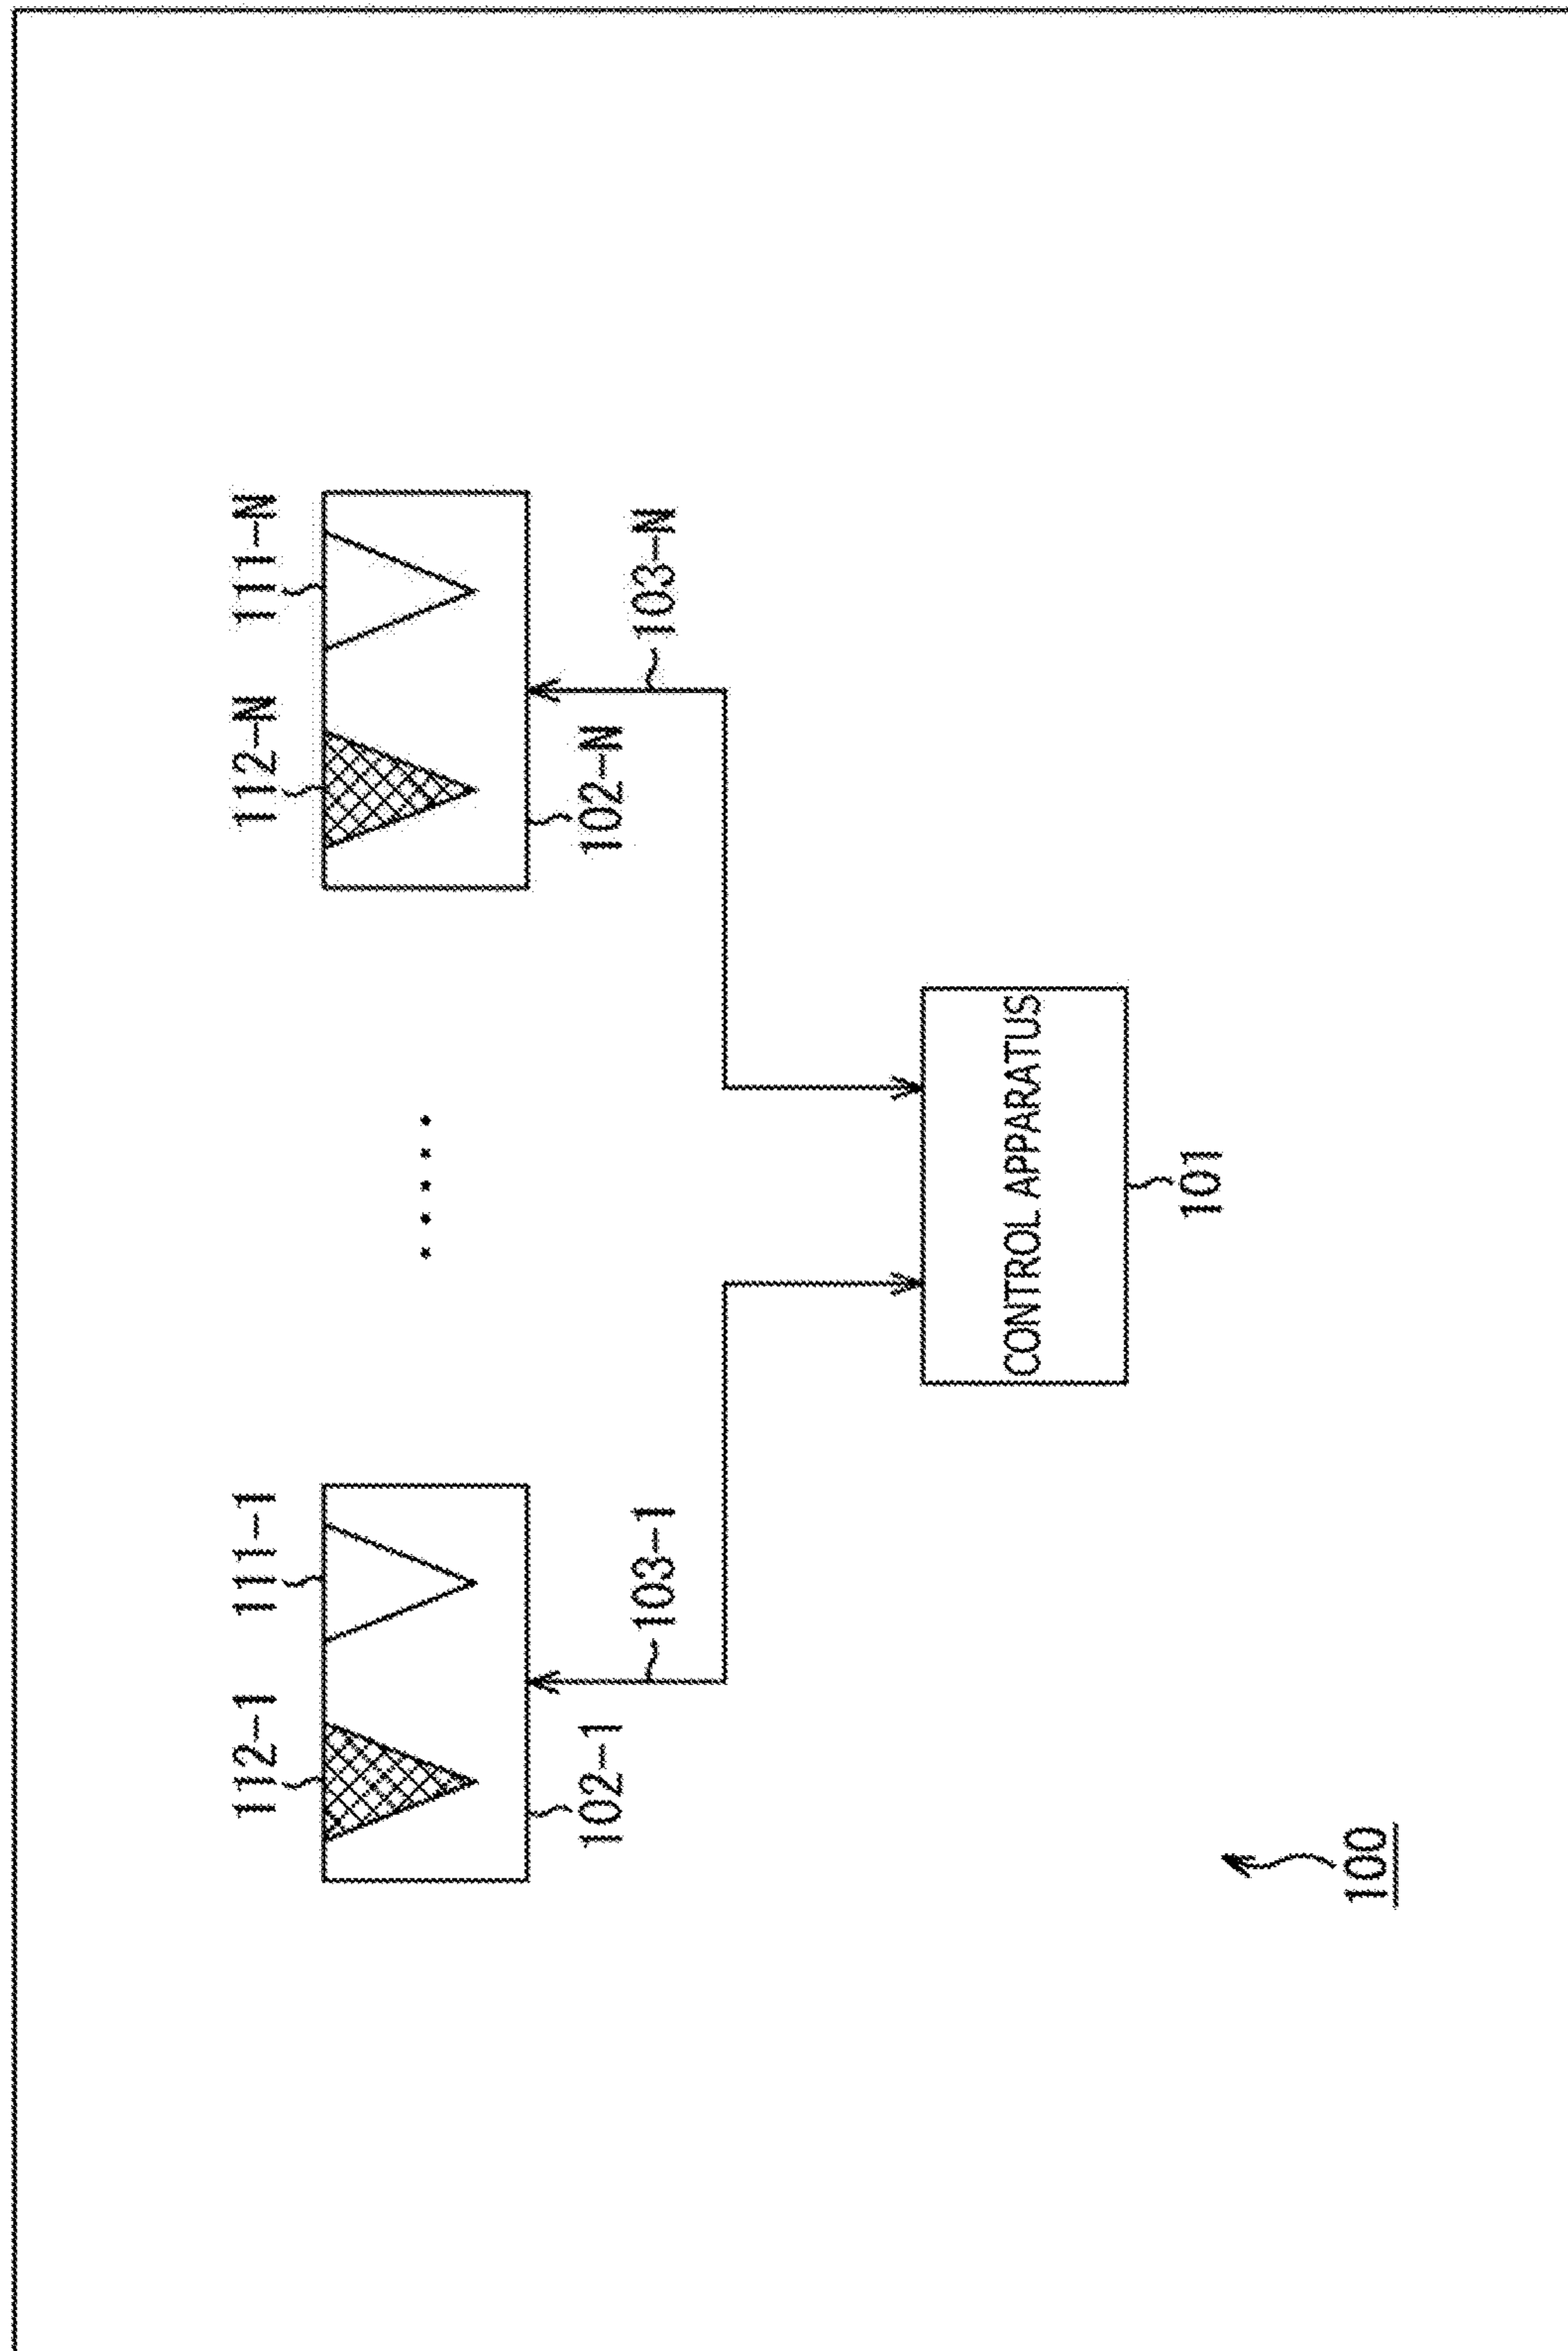 112-1
111-1
112-N
111-N
102-1
103-1
102-N
103-N
CONTROL APPARATUS
101
100